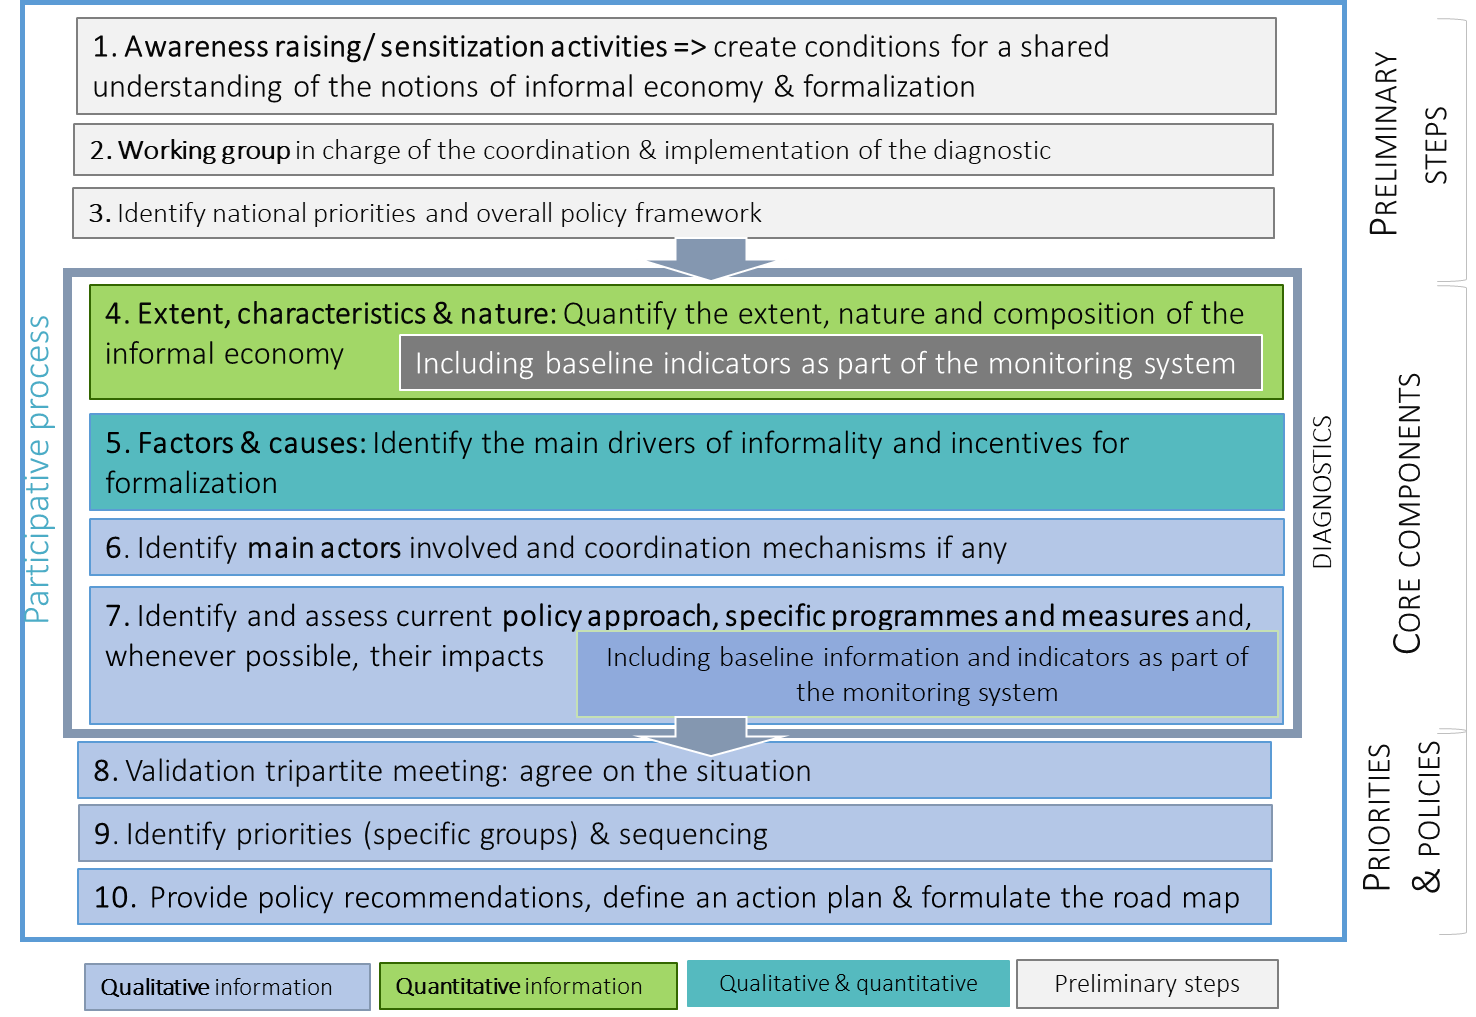 1. Awareness raising/ sensitization activities => create conditions for a shared
understanding of the notions of informal economy & formalization
2. Working group in charge of the coordination & implementation of the diagnostic
3. Identify national priorities and overall policy framework
PRELIMINARY
STEPS
Participative process
4. Extent, characteristics & nature: Quantify the extent, nature and composition of the
informal economy
Including baseline indicators as part of the monitoring system
5. Factors & causes: Identify the main drivers of informality and incentives for
formalization
6. Identify main actors involved and coordination mechanisms if any
7. Identify and assess current policy approach, specific programmes and measures and,
whenever possible, their impacts
Including baseline information and indicators as part of
the monitoring system
DIAGNOSTICS
CORE COMPONENTS
8. Validation tripartite meeting: agree on the situation
9. Identify priorities (specific groups) & sequencing
10. Provide policy recommendations, define an action plan & formulate the road map
PRIORITIES
& POLICIES
Qualitative information
Quantitative information
Qualitative & quantitative
Preliminary steps